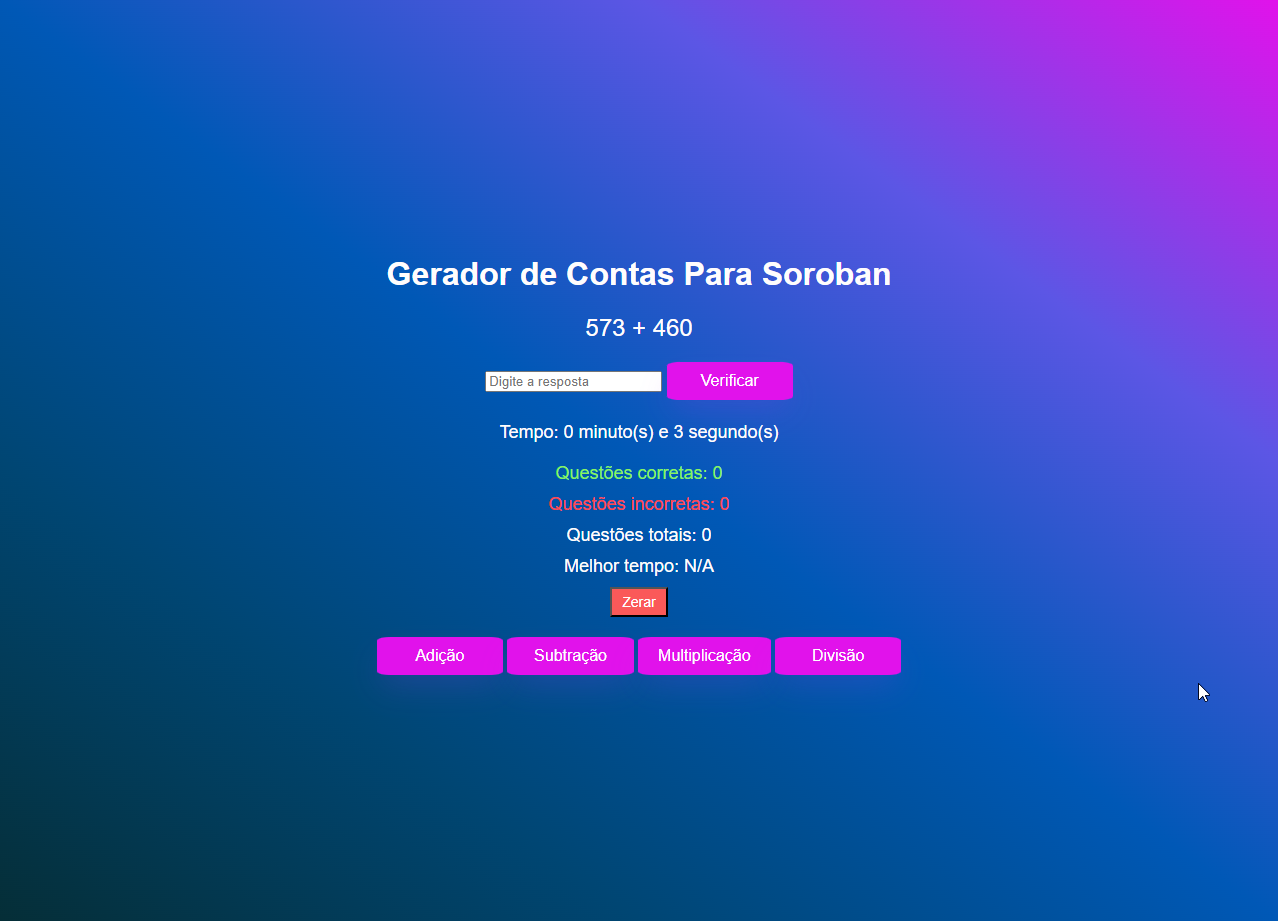 Gerador de Contas Para Soroban
573 + 460
Digite a resposta Verificar
Tempo: 0 minuto(s) e 3 segundo(s)
Questões corretas: 0
Questões incorretas: 0
Questões totais: 0
Melhor tempo: N/A
Zerar
Adição Subtração Multiplicação Divisão